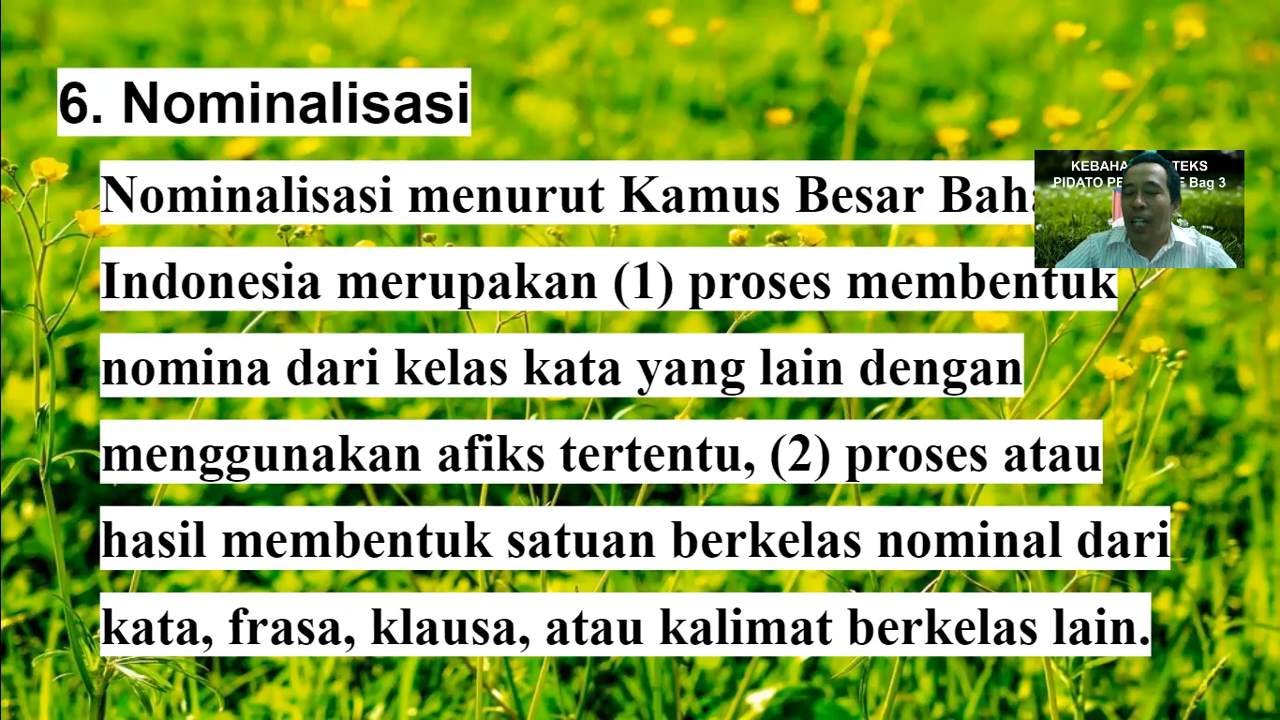 6. Nominalisasi
Nominalisasi menurut Kamus Besar
Indonesia merupakan (1) proses membentuk
nomina dari kelas kata yang lain dengan
menggunakan afiks tertentu, (2) proses atau
hasil membentuk satuan berkelas nominal dari
kata, frasa, klausa, atau kalimat berkelas lain.
TEKS
PIDATO Bag 3